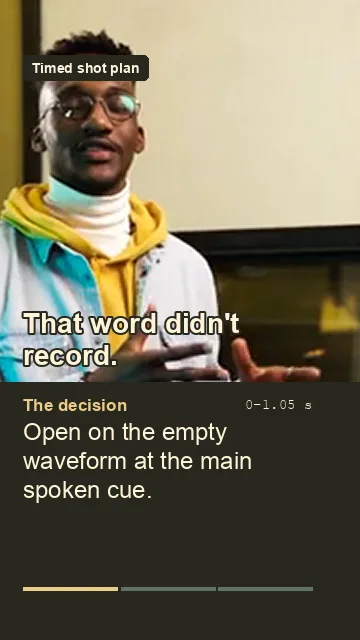 Timed shot plan
That word didn't
record.
The decision
0–1.05 s
Open on the empty
waveform at the main
spoken cue.